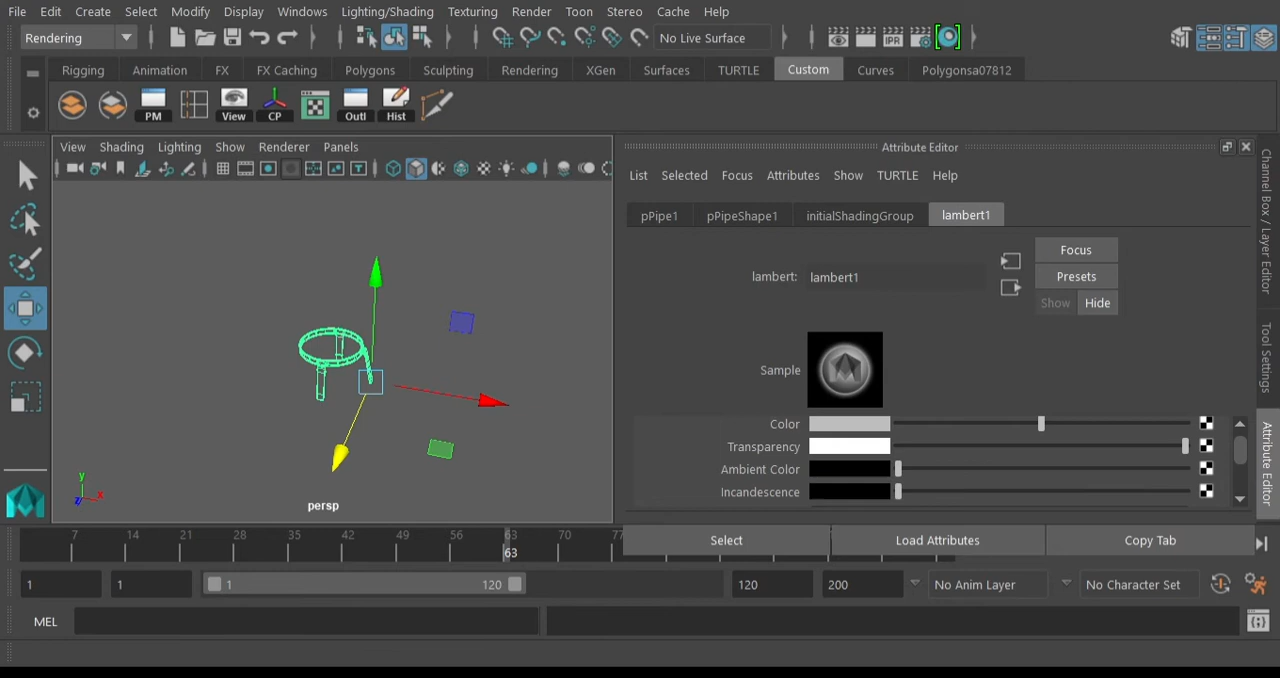 File Edit Create Select Modify Display Windows Lighting/Shading Texturing Render Toon Stereo Cache Help
Rendering No Live Surface
IPR
Rigging Animation FX FX Caching Polygons Sculpting Rendering XGen Surfaces TURTLE Custom Curves Polygonsa07812
PM View CP Outl Hist
View Shading Lighting Show Renderer Panels
Attribute Editor
List Selected Focus Attributes Show TURTLE Help
pPipe1 pPipeShape1 initialShadingGroup lambert1
lambert: lambert1
Focus
Presets
Show Hide
Sample
Color
Transparency
Ambient Color
Incandescence
Select Load Attributes Copy Tab
Channel Box / Layer Editor
Tool Settings
Attribute Editor
y
z x
persp
7 14 21 28 35 42 49 56 63 70 77
63
1 1 1 120 120 200 No Anim Layer No Character Set
MEL